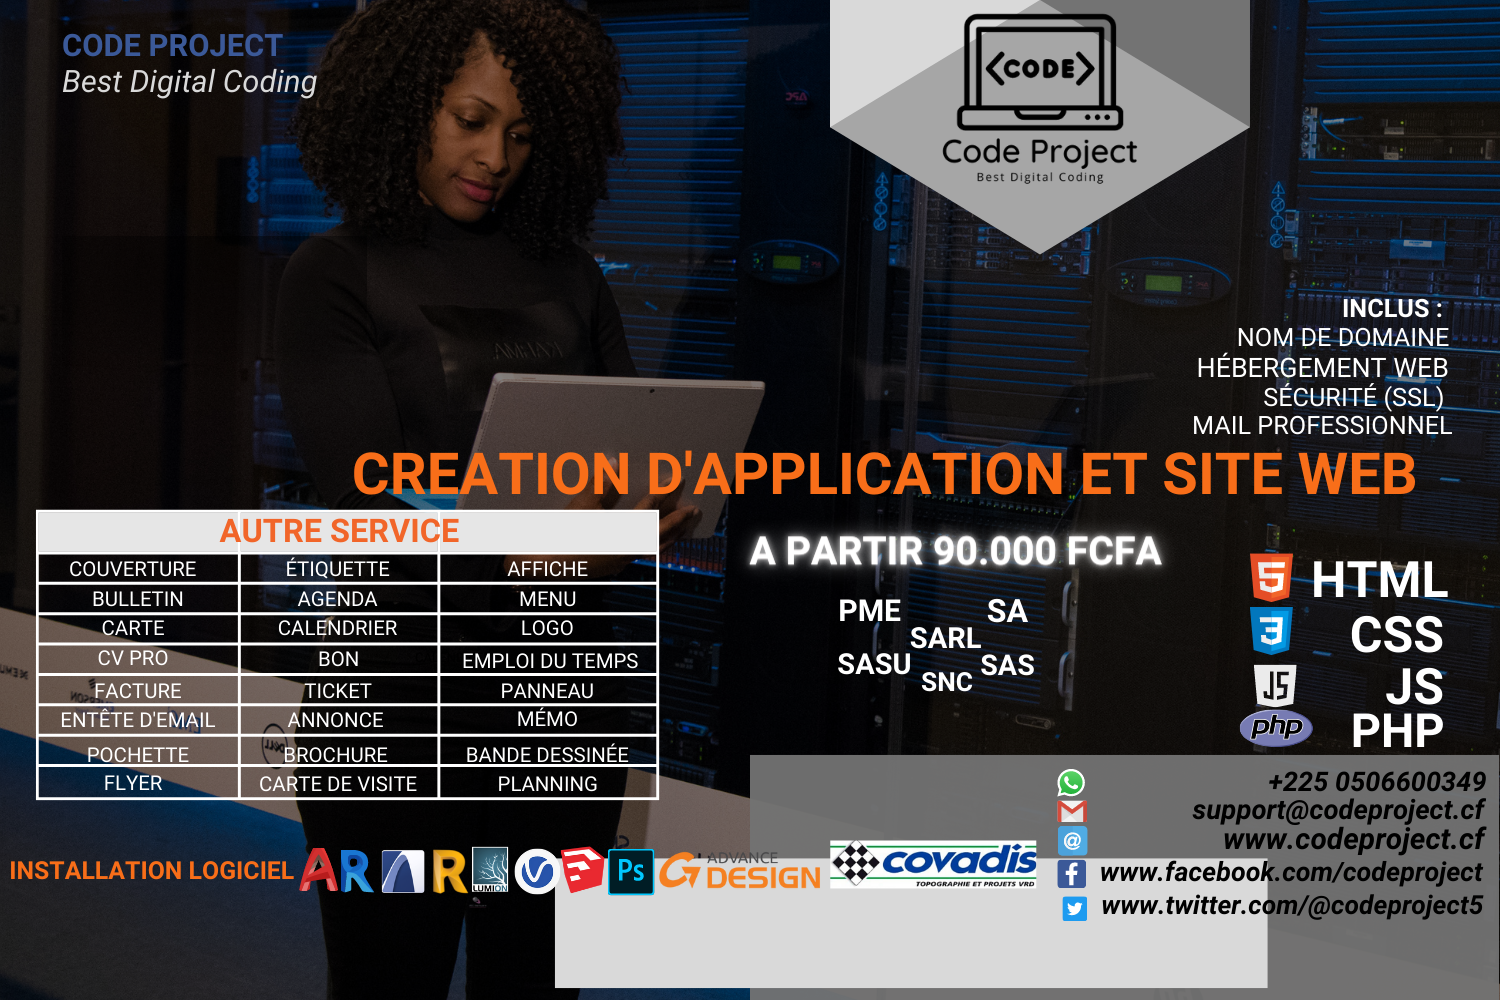 CODE PROJECT
Best Digital Coding
<CODE>
Code Project
Best Digital Coding
INCLUS :
NOM DE DOMAINE
HÉBERGEMENT WEB
SÉCURITÉ (SSL)
MAIL PROFESSIONNEL
CREATION D'APPLICATION ET SITE WEB
AUTRE SERVICE
COUVERTURE ÉTIQUETTE AFFICHE
BULLETIN AGENDA MENU
CARTE CALENDRIER LOGO
CV PRO BON EMPLOI DU TEMPS
FACTURE TICKET PANNEAU
ENTÊTE D'EMAIL ANNONCE MÉMO
POCHETTE BROCHURE BANDE DESSINÉE
FLYER CARTE DE VISITE PLANNING
A PARTIR 90.000 FCFA
PME SA
SARL
SASU SAS
SNC
HTML
CSS
JS JS
php PHP
+225 0506600349
support@codeproject.cf
www.codeproject.cf
www.facebook.com/codeproject
www.twitter.com/@codeproject5
INSTALLATION LOGICIEL
LUMION
Ps
ADVANCE
DESIGN
covadis
TOPOGRAPHIE ET PROJETS VRD
DELL